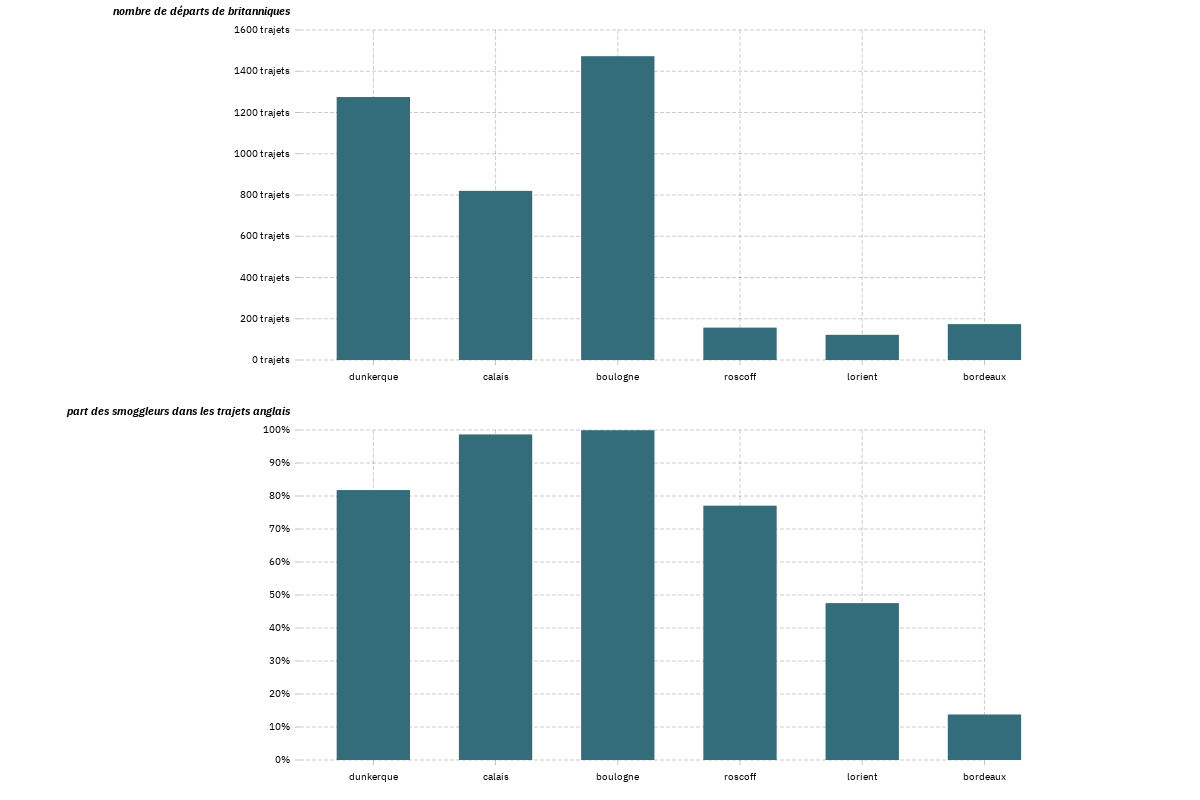 nombre de départs de britanniques
1600 trajets
1400 trajets
1200 trajets
1000 trajets
800 trajets
600 trajets
400 trajets
200 trajets
0 trajets
dunkerque calais boulogne roscoff lorient bordeaux
part des smoggleurs dans les trajets anglais
100%
90%
80%
70%
60%
50%
40%
30%
20%
10%
0%
dunkerque calais boulogne roscoff lorient bordeaux